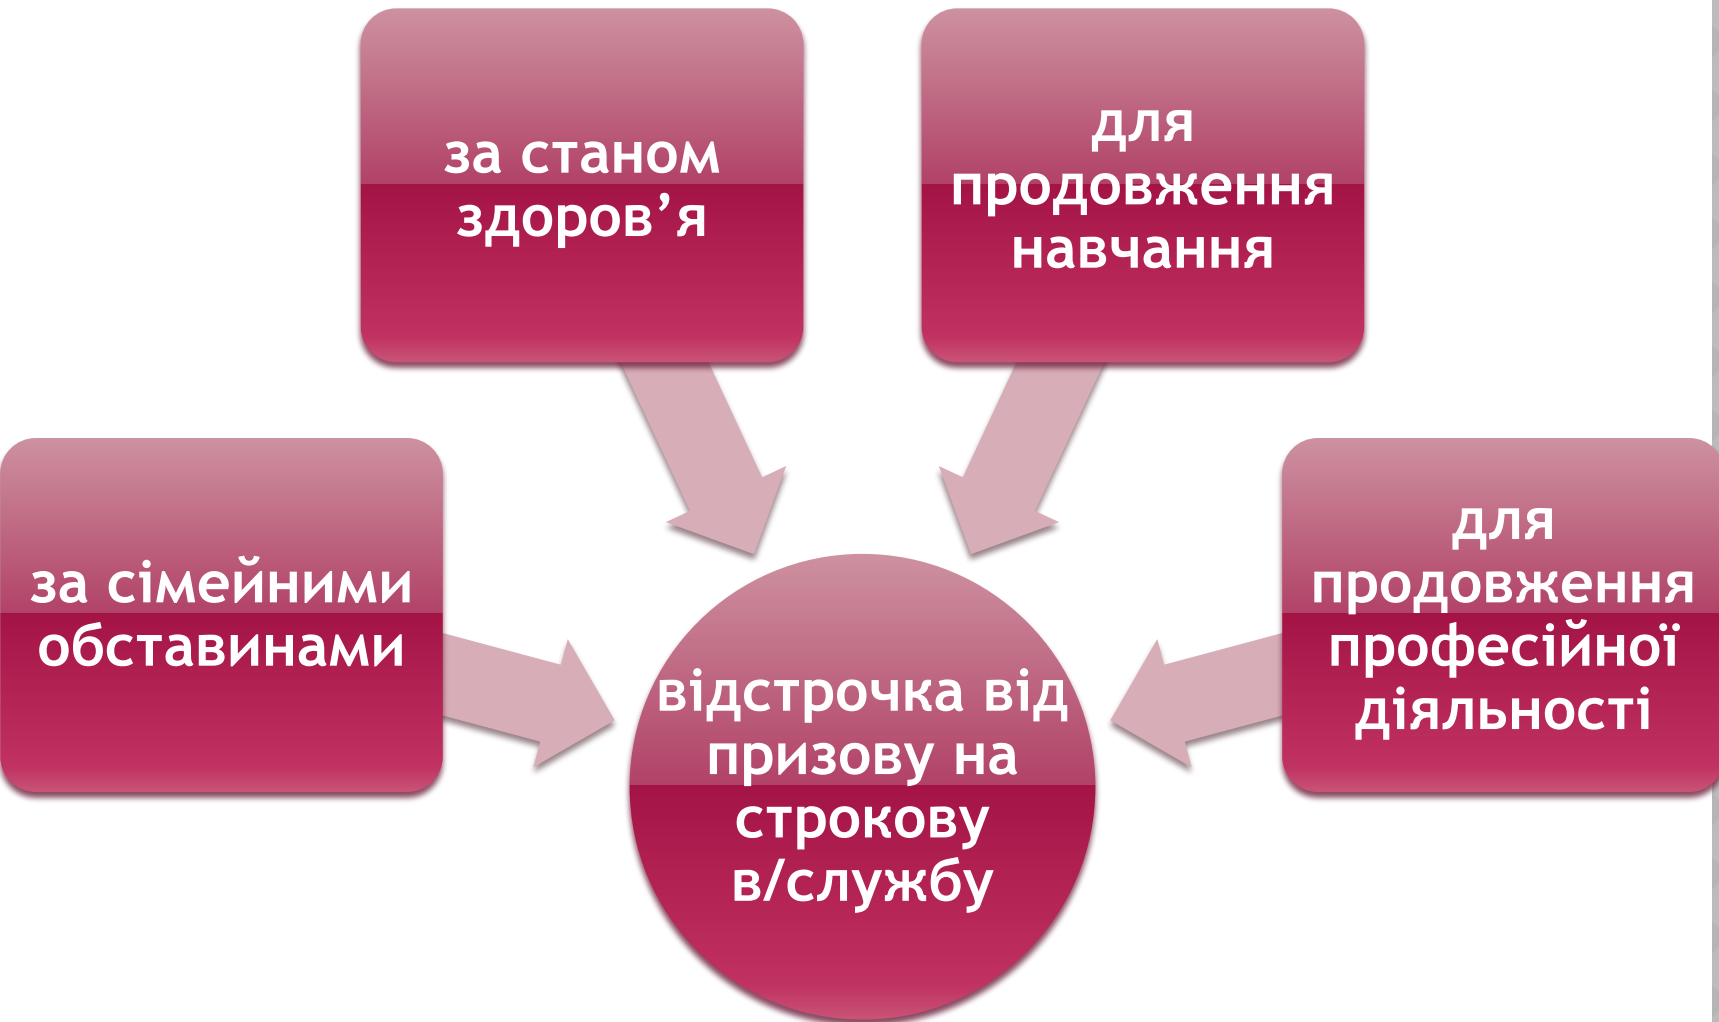 за станом
здоров’я
для
продовження
навчання
за сімейними
обставинами
для
продовження
професійної
діяльності
відстрочка від
призову на
строкову
в/службу